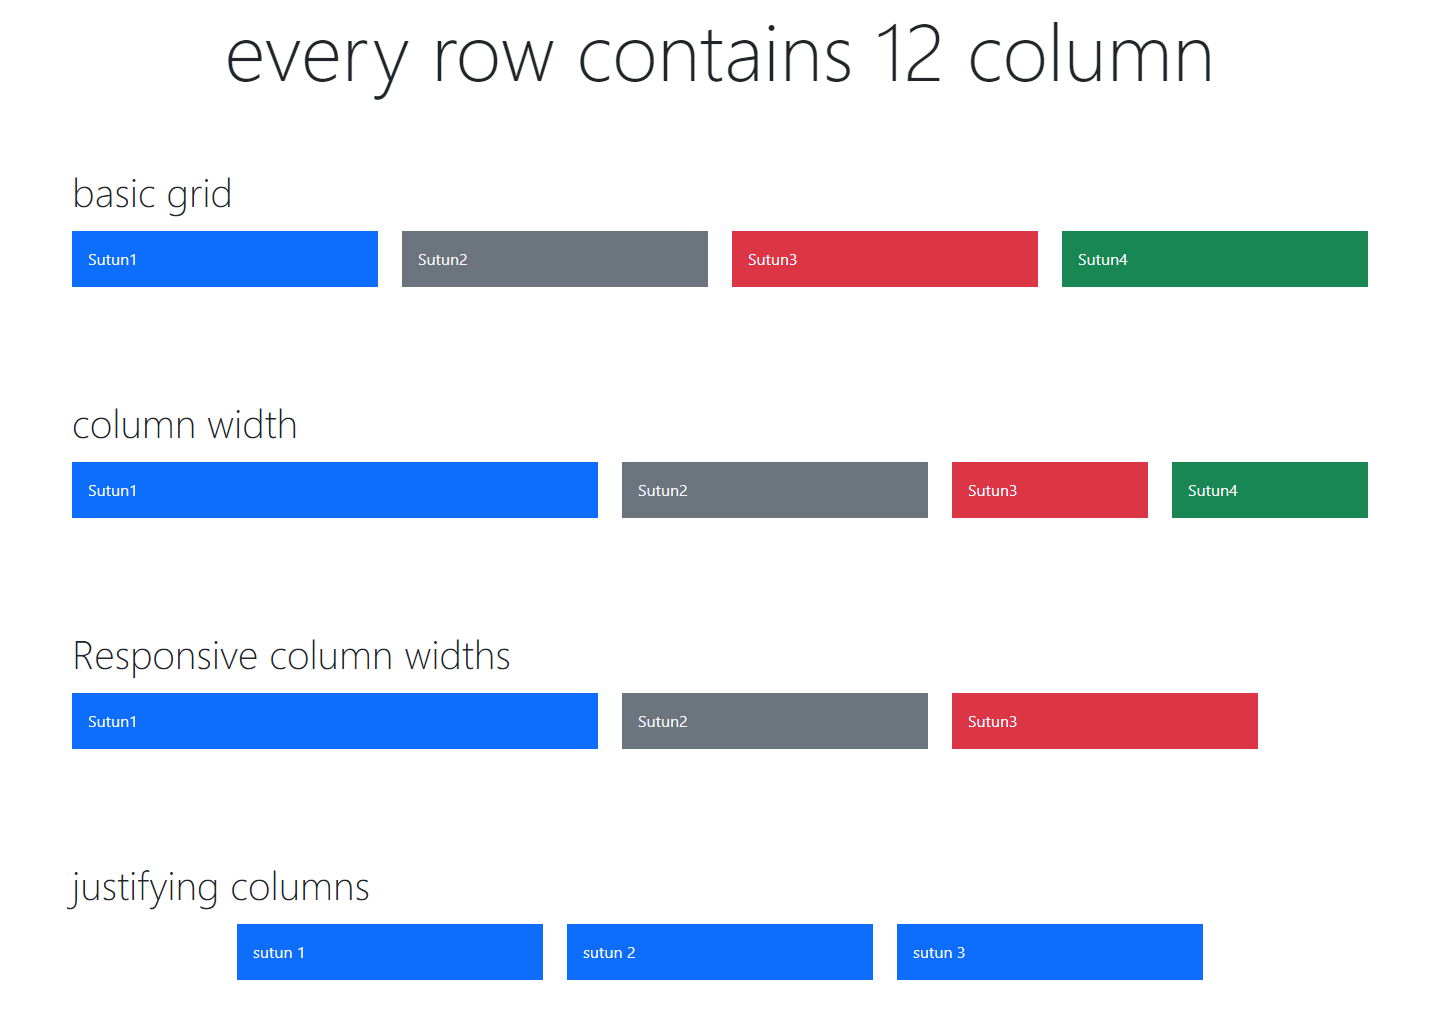 every row contains 12 column
basic grid
Sutun1 Sutun2 Sutun3 Sutun4
column width
Sutun1 Sutun2 Sutun3 Sutun4
Responsive column widths
Sutun1 Sutun2 Sutun3
justifying columns
sutun 1 sutun 2 sutun 3